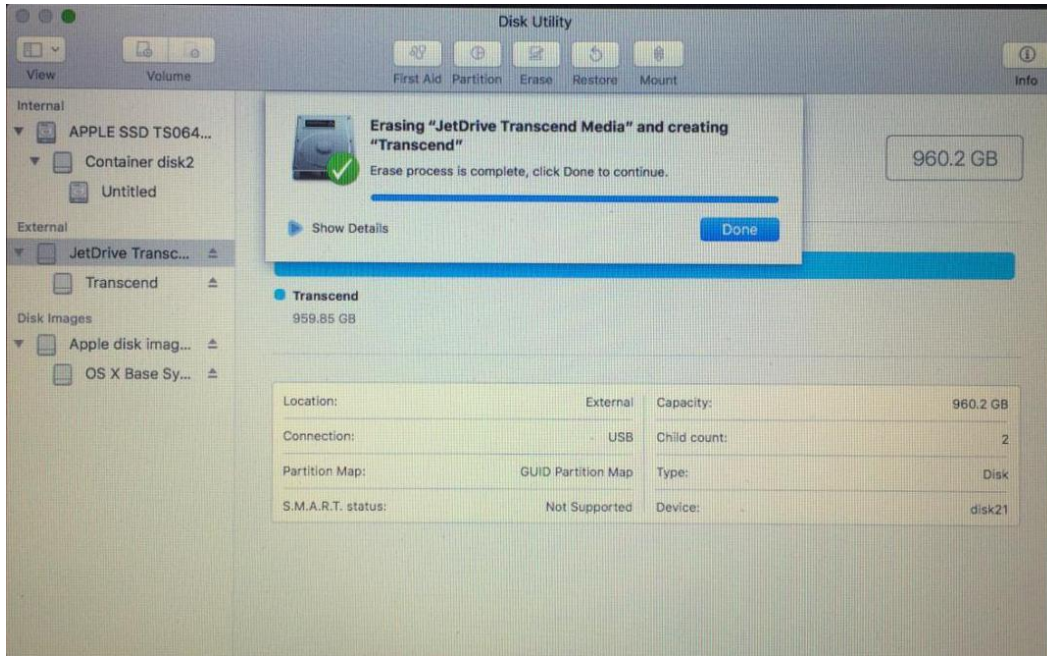 Disk Utility
View
Volume
First Aid Partition Erase Restore Mount
Info
Internal
APPLE SSD TS064...
Container disk2
Untitled
External
JetDrive Transc...
Transcend
Disk Images
Apple disk imag...
OS X Base Sy...
Erasing “JetDrive Transcend Media” and creating
“Transcend”
Erase process is complete, click Done to continue.
Show Details
Done
960.2 GB
Transcend
959.85 GB
Location: External
Capacity: 960.2 GB
Connection: USB
Child count: 2
Partition Map: GUID Partition Map
Type: Disk
S.M.A.R.T. status: Not Supported
Device: disk21